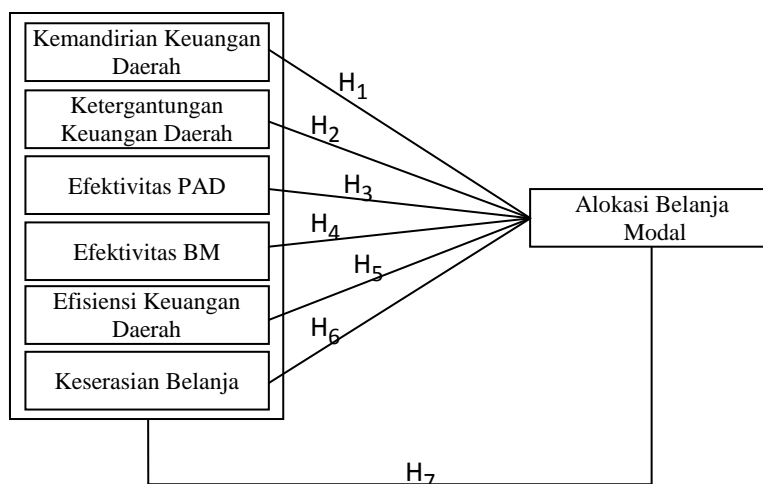 Kemandirian Keuangan
Daerah
H1
Ketergantungan
Keuangan Daerah
H2
Efektivitas PAD
H3
Alokasi Belanja
Modal
Efektivitas BM
H4
Efisiensi Keuangan
Daerah
H5
H6
Keserasian Belanja
H7